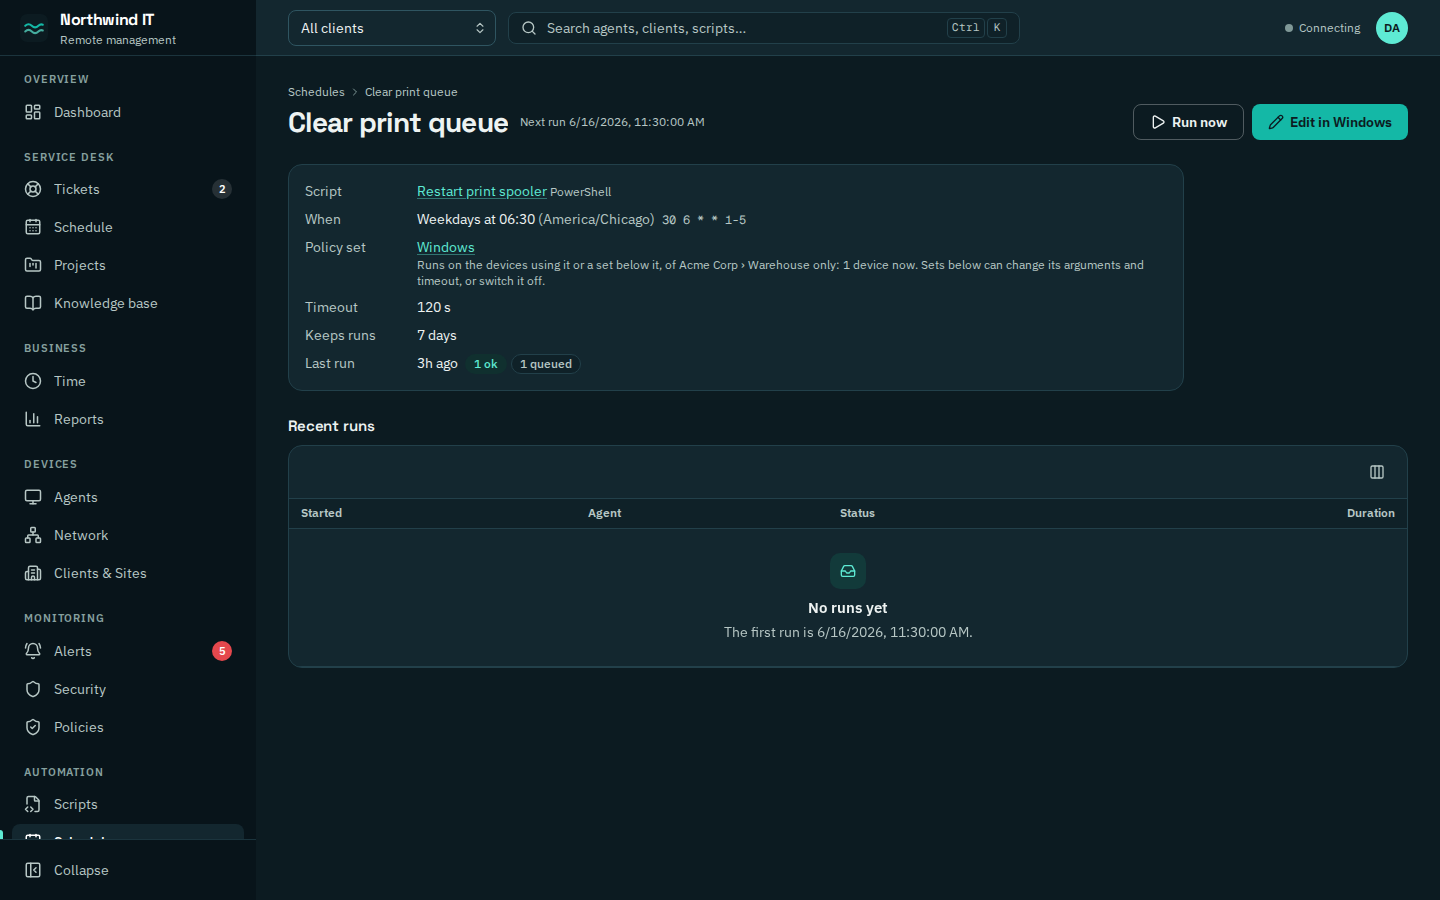 Northwind IT
Remote management
All clients
Search agents, clients, scripts...
Ctrl K
Connecting
DA
OVERVIEW
Dashboard
SERVICE DESK
Tickets 2
Schedule
Projects
Knowledge base
BUSINESS
Time
Reports
DEVICES
Agents
Network
Clients & Sites
MONITORING
Alerts 5
Security
Policies
AUTOMATION
Scripts
Collapse
Schedules > Clear print queue
Clear print queue Next run 6/16/2026, 11:30:00 AM
Run now
Edit in Windows
Script Restart print spooler PowerShell
When Weekdays at 06:30 (America/Chicago) 30 6 * * 1-5
Policy set Windows
Runs on the devices using it or a set below it, of Acme Corp › Warehouse only: 1 device now. Sets below can change its arguments and
timeout, or switch it off.
Timeout 120 s
Keeps runs 7 days
Last run 3h ago 1 ok 1 queued
Recent runs
Started Agent Status Duration
No runs yet
The first run is 6/16/2026, 11:30:00 AM.